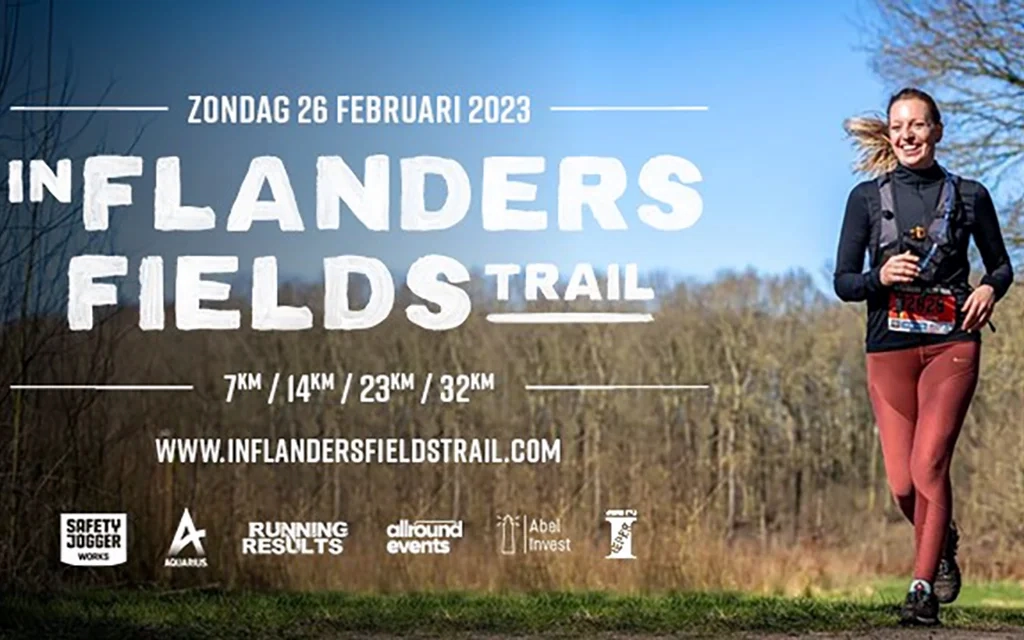 ZONDAG 26 FEBRUARI 2023
IN FLANDERS
FIELDS TRAIL
7KM / 14KM / 23KM / 32KM
WWW.INFLANDERSFIELDSTRAIL.COM
SAFETY
JOGGER
WORKS
AQUARIUS
RUNNING
RESULTS
allround
events
Abel
Invest
IEPER